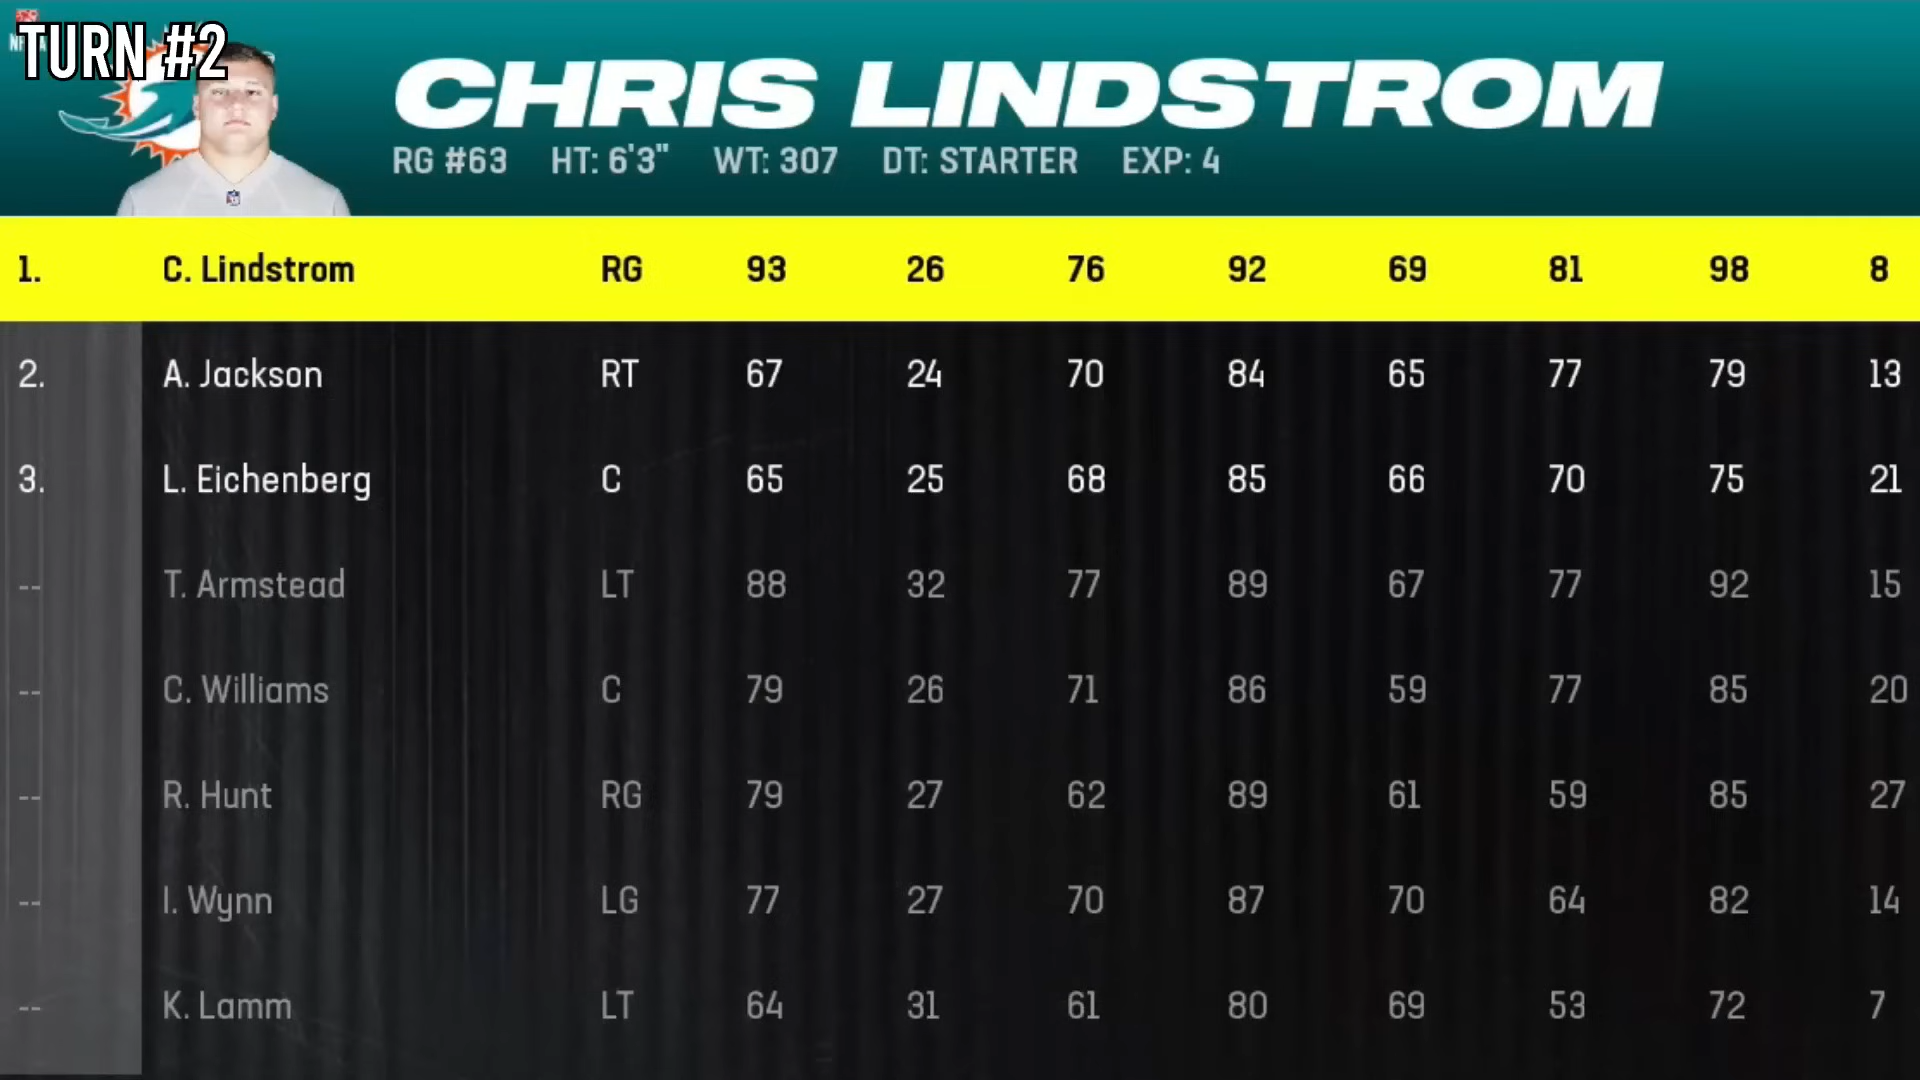 TURN #2
CHRIS LINDSTROM
RG #63 HT: 6'3" WT: 307 DT: STARTER EXP: 4
1. C. Lindstrom RG 93 26 76 92 69 81 98 8
2. A. Jackson RT 67 24 70 84 65 77 79 13
3. L. Eichenberg C 65 25 68 85 66 70 75 21
-- T. Armstead LT 88 32 77 89 67 77 92 15
-- C. Williams C 79 26 71 86 59 77 85 20
-- R. Hunt RG 79 27 62 89 61 59 85 27
-- I. Wynn LG 77 27 70 87 70 64 82 14
-- K. Lamm LT 64 31 61 80 69 53 72 7